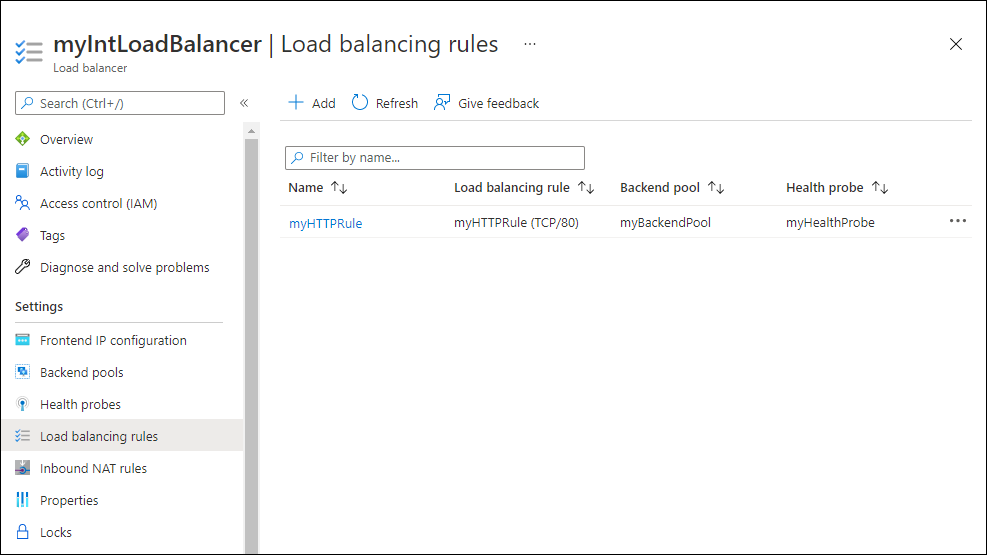 myIntLoadBalancer | Load balancing rules ...
Load balancer
Search (Ctrl+/) «
Overview
Activity log
Access control (IAM)
Tags
Diagnose and solve problems
Settings
Frontend IP configuration
Backend pools
Health probes
Load balancing rules
Inbound NAT rules
Properties
Locks
Add Refresh Give feedback
Filter by name...
Name Load balancing rule Backend pool Health probe
myHTTPRule myHTTPRule (TCP/80) myBackendPool myHealthProbe